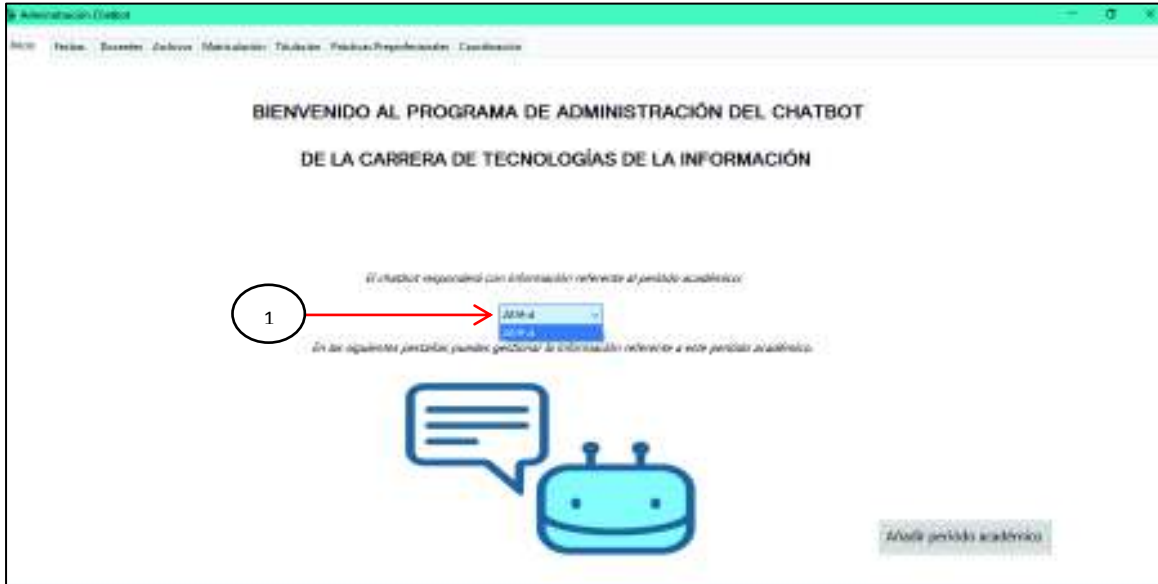 Administración Chatbot
Inicio Fechas Docentes Archivos Matriculación Titulación Prácticas Preprofesionales Coordinación
BIENVENIDO AL PROGRAMA DE ADMINISTRACIÓN DEL CHATBOT
DE LA CARRERA DE TECNOLOGÍAS DE LA INFORMACIÓN
El chatbot responderá con información referente al período académico:
1
En las siguientes pestañas puedes gestionar la información referente a este período académico.
Añadir período académico